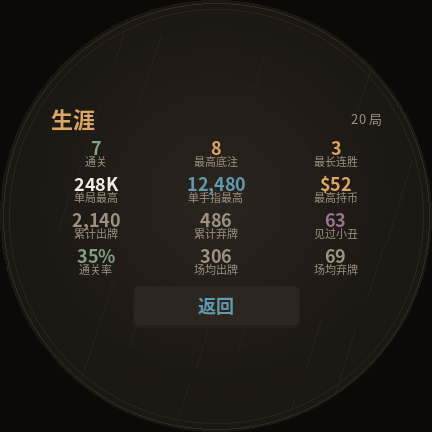 生涯 20 局
7 8 3
通关 最高底注 最长连胜
248K 12,480 $52
单局最高 单手指最高 最高持币
2,140 486 63
累计出牌 累计弃牌 见过小丑
35% 306 69
通关率 场均出牌 场均弃牌
返回